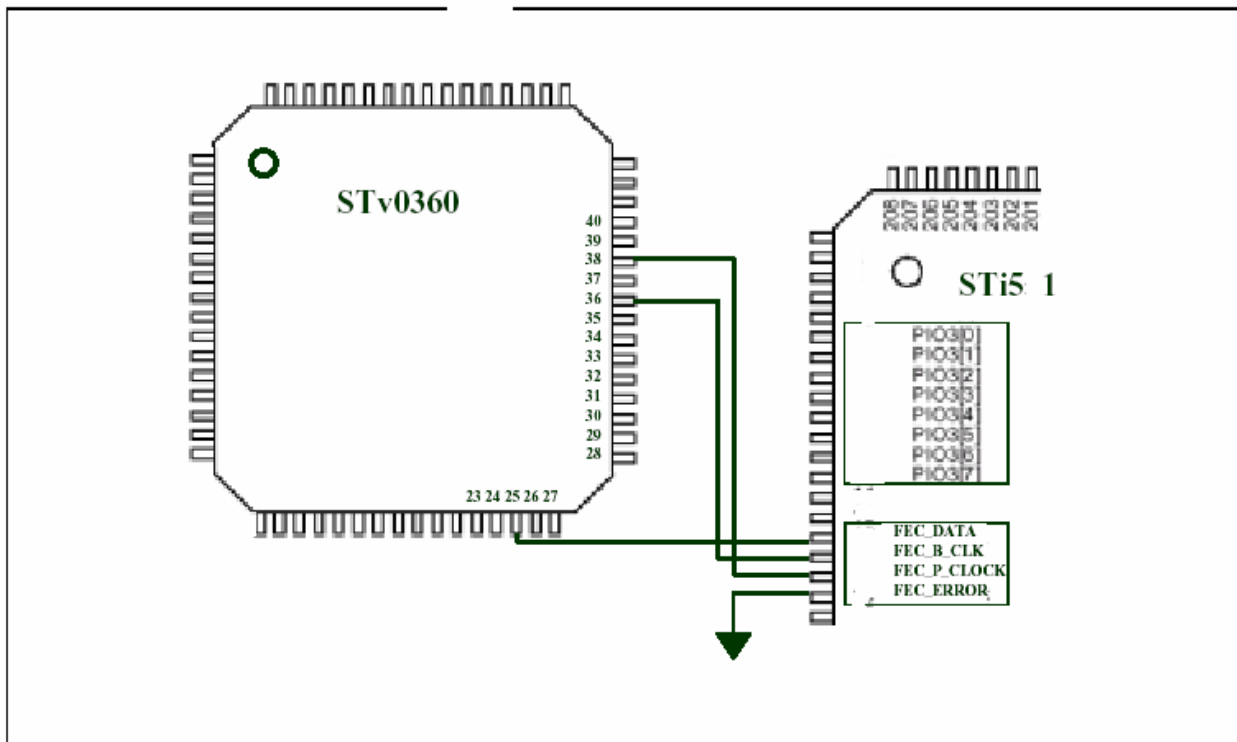 STv0360
40
39
38
37
36
35
34
33
32
31
30
29
28
23 24 25 26 27
208 207 206 205 204 203 202 201
STi5 1
PIO3[0]
PIO3[1]
PIO3[2]
PIO3[3]
PIO3[4]
PIO3[5]
PIO3[6]
PIO3[7]
FEC_DATA
FEC_B_CLK
FEC_P_CLOCK
FEC_ERROR